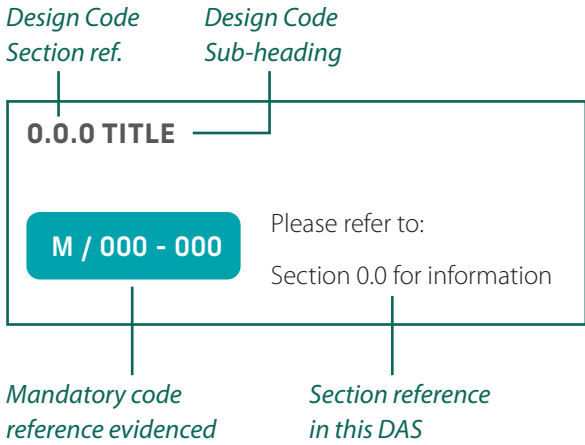 Design Code
Section ref.
Design Code
Sub-heading
0.0.0 TITLE
M / 000 - 000
Please refer to:
Section 0.0 for information
Mandatory code
reference evidenced
Section reference
in this DAS